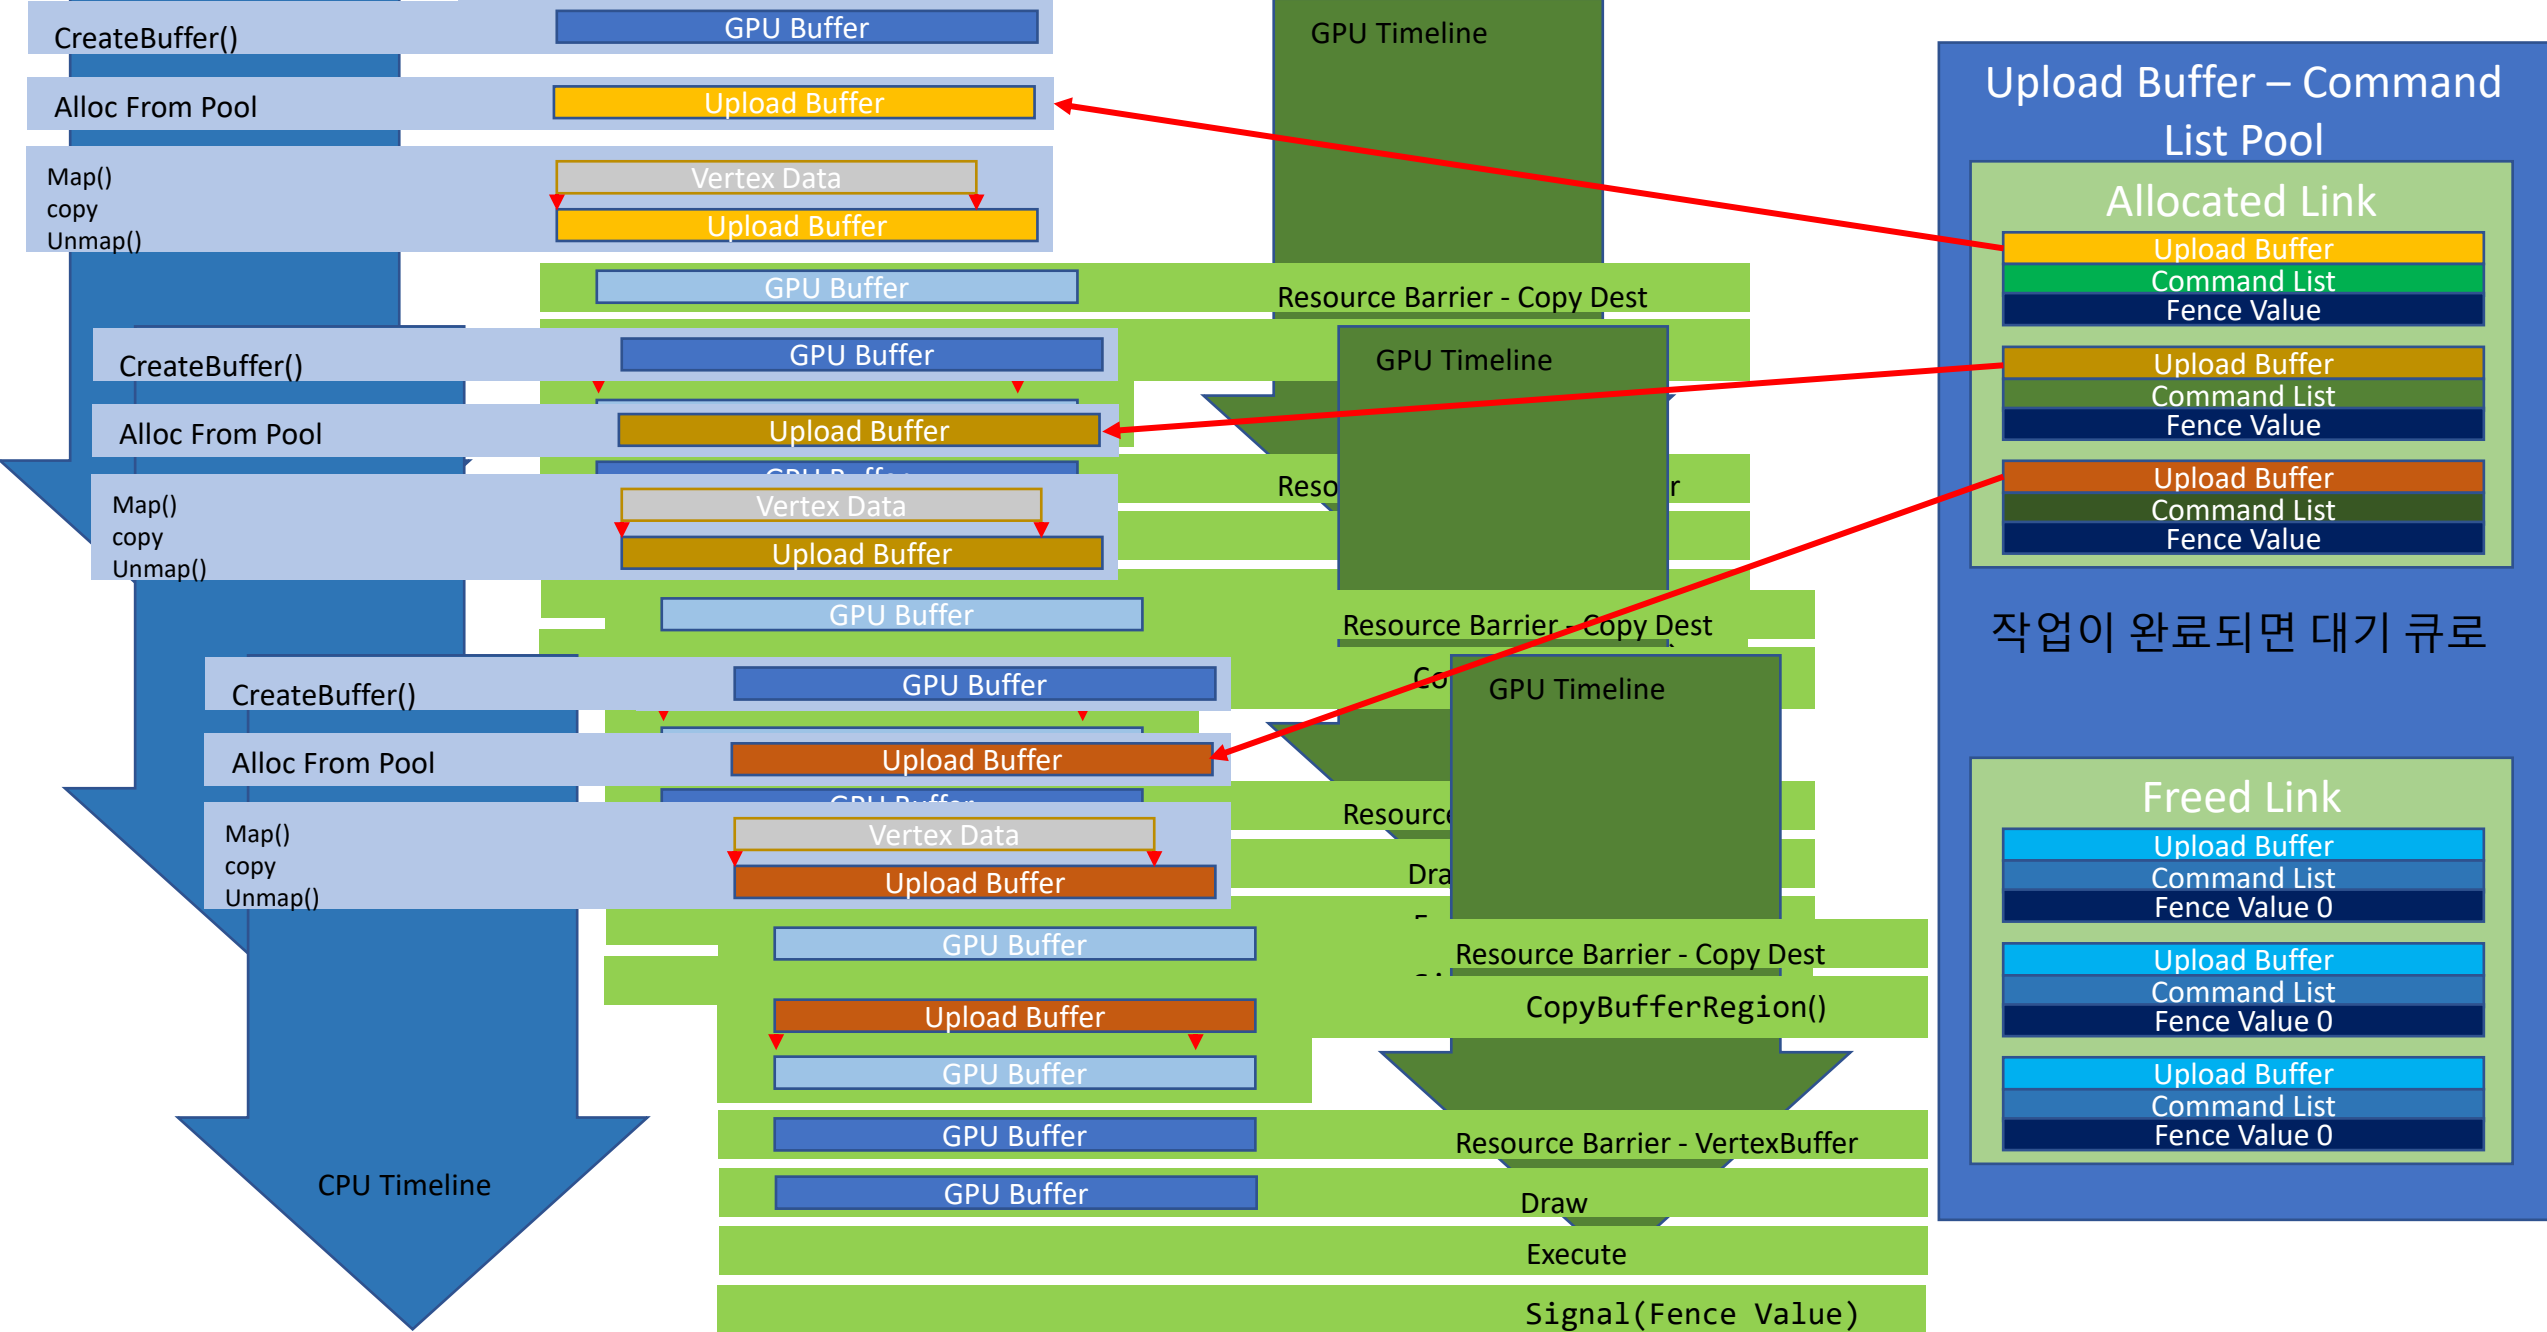 CreateBuffer()
GPU Buffer
Alloc From Pool
Upload Buffer
Map()
copy
Unmap()
Vertex Data
Upload Buffer
GPU Timeline
GPU Buffer
Resource Barrier - Copy Dest
CreateBuffer()
GPU Buffer
Alloc From Pool
Upload Buffer
Map()
copy
Unmap()
Vertex Data
Upload Buffer
GPU Timeline
GPU Buffer
Resource Barrier - Copy Dest
CreateBuffer()
GPU Buffer
Alloc From Pool
Upload Buffer
Map()
copy
Unmap()
Vertex Data
Upload Buffer
GPU Timeline
GPU Buffer
Resource Barrier - Copy Dest
Upload Buffer
CopyBufferRegion()
GPU Buffer
GPU Buffer
Resource Barrier - VertexBuffer
GPU Buffer
Draw
Execute
Signal(Fence Value)
CPU Timeline
Upload Buffer – Command
List Pool
Allocated Link
Upload Buffer
Command List
Fence Value
Upload Buffer
Command List
Fence Value
Upload Buffer
Command List
Fence Value
작업이 완료되면 대기 큐로
Freed Link
Upload Buffer
Command List
Fence Value 0
Upload Buffer
Command List
Fence Value 0
Upload Buffer
Command List
Fence Value 0